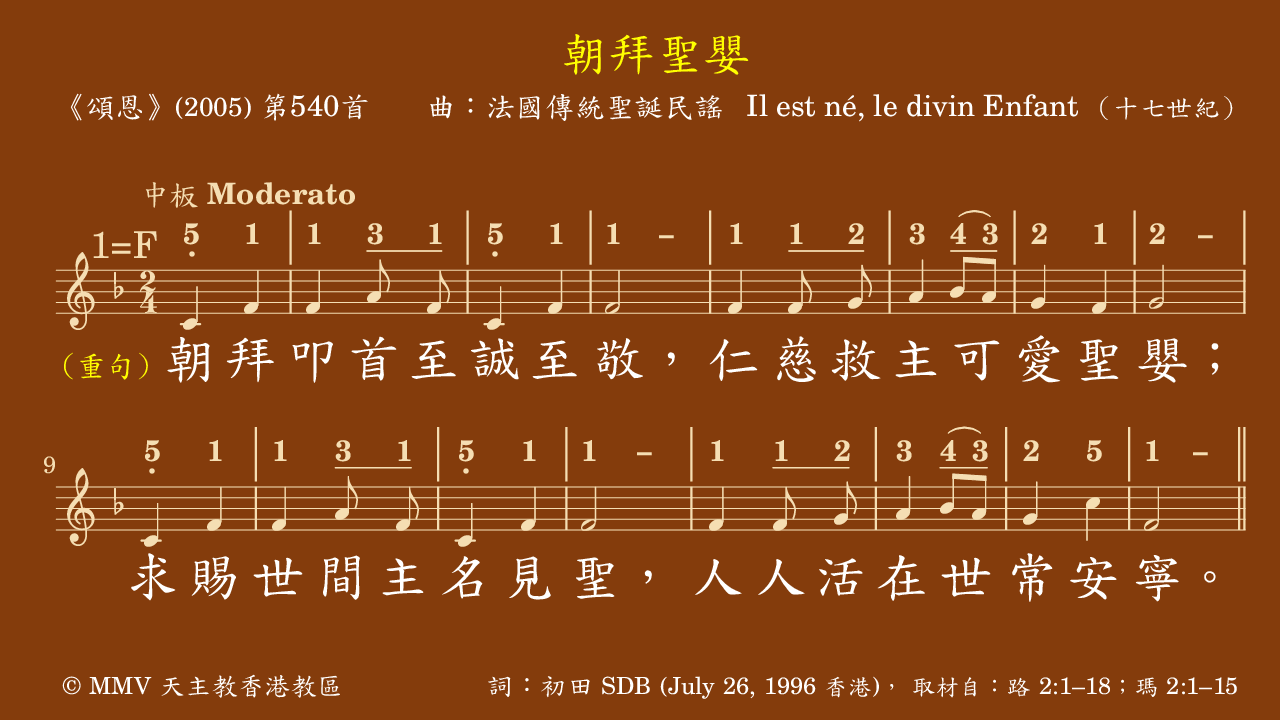 朝拜聖嬰
《頌恩》(2005) 第540首 曲：法國傳統聖誕民謠 Il est né, le divin Enfant （十七世紀）
中板 Moderato
1=F 5̣ 1 | 1 3 1 | 5̣ 1 | 1 – | 1 1 2 | 3 4 3 | 2 1 | 2 – |
2
4
（重句）朝拜叩首至誠至敬，仁慈救主可愛聖嬰；
5̣ 1 | 1 3 1 | 5̣ 1 | 1 – | 1 1 2 | 3 4 3 | 2 5 | 1 – ||
9
求賜世間主名見聖，人人活在世常安寧。
© MMV 天主教香港教區 詞：初田 SDB (July 26, 1996 香港)， 取材自：路 2:1–18；瑪 2:1–15